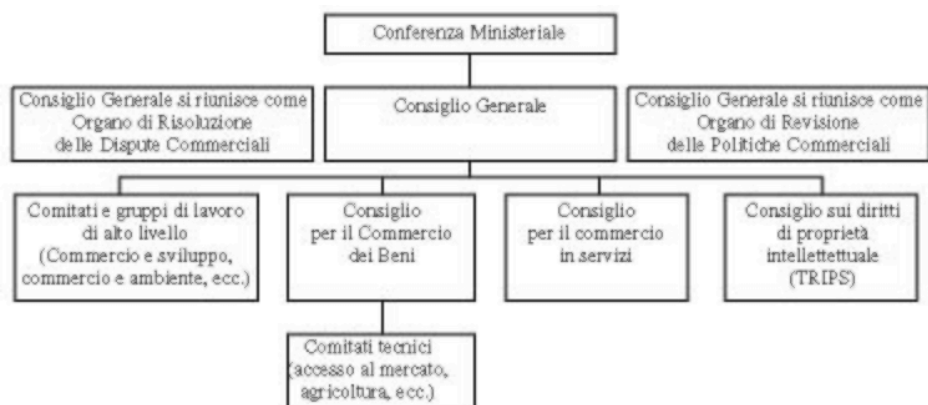 Conferenza Ministeriale
Consiglio Generale si riunisce come
Organo di Risoluzione
delle Dispute Commerciali
Consiglio Generale
Consiglio Generale si riunisce come
Organo di Revisione
delle Politiche Commerciali
Comitati e gruppi di lavoro
di alto livello
(Commercio e sviluppo,
commercio e ambiente, ecc.)
Consiglio
per il Commercio
dei Beni
Consiglio
per il commercio
in servizi
Consiglio sui diritti
di proprietà
intellettettuale
(TRIPS)
Comitati tecnici
(accesso al mercato,
agricoltura, ecc.)